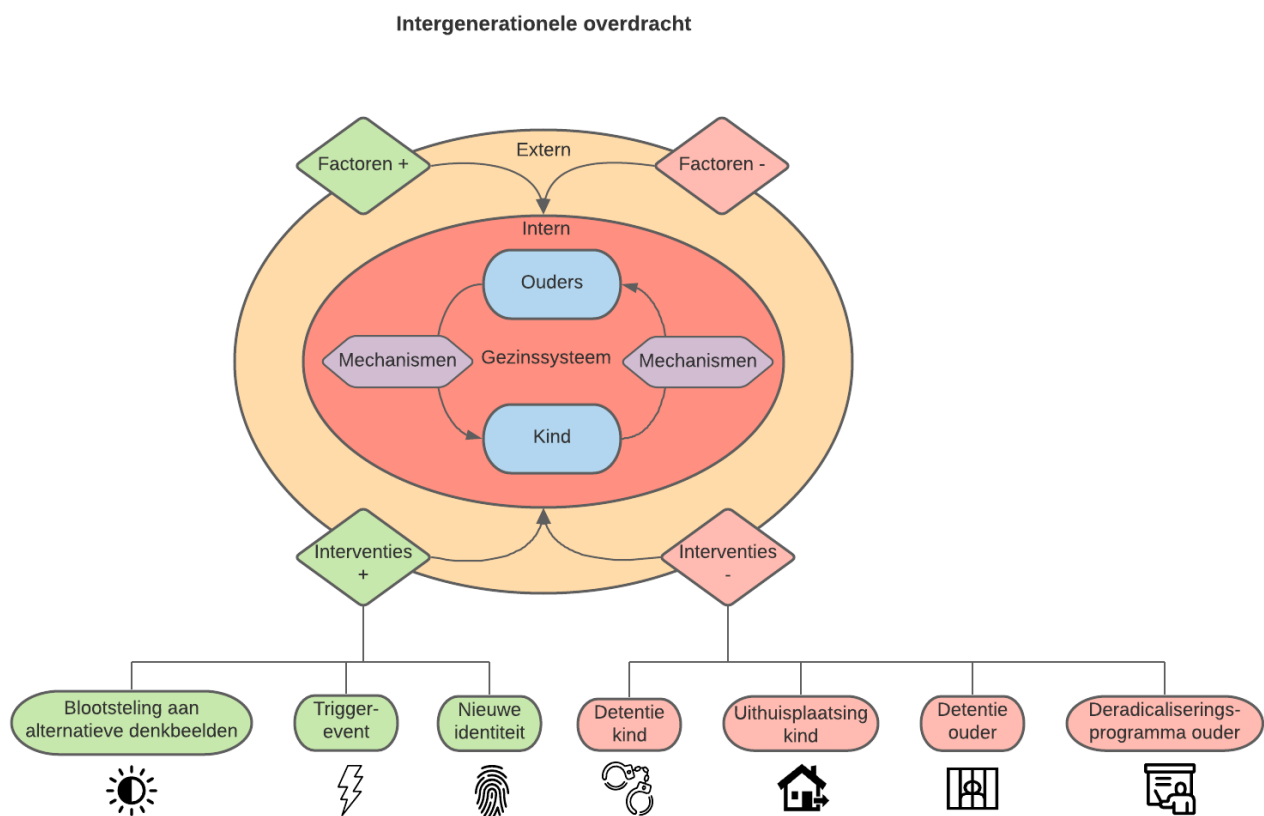 Intergenerationele overdracht
Factoren +
Extern
Factoren -
Intern
Ouders
Mechanismen
Gezinssysteem
Mechanismen
Kind
Interventies
+
Interventies
-
Blootsteling aan
alternatieve denkbeelden
Trigger-
event
Nieuwe
identiteit
Detentie
kind
Uithuisplaatsing
kind
Detentie
ouder
Deradicaliserings-
programma ouder